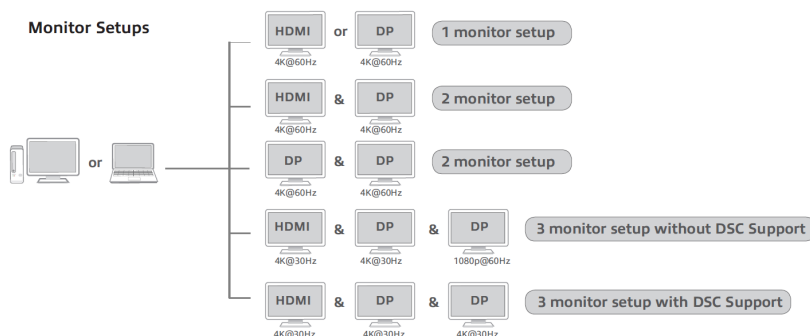 Monitor Setups
HDMI or DP 1 monitor setup
4K@60Hz 4K@60Hz
HDMI & DP 2 monitor setup
4K@60Hz 4K@60Hz
or
DP & DP 2 monitor setup
4K@60Hz 4K@60Hz
HDMI & DP & DP 3 monitor setup without DSC Support
4K@30Hz 4K@30Hz 1080p@60Hz
HDMI & DP & DP 3 monitor setup with DSC Support
4K@30Hz 4K@30Hz 4K@30Hz